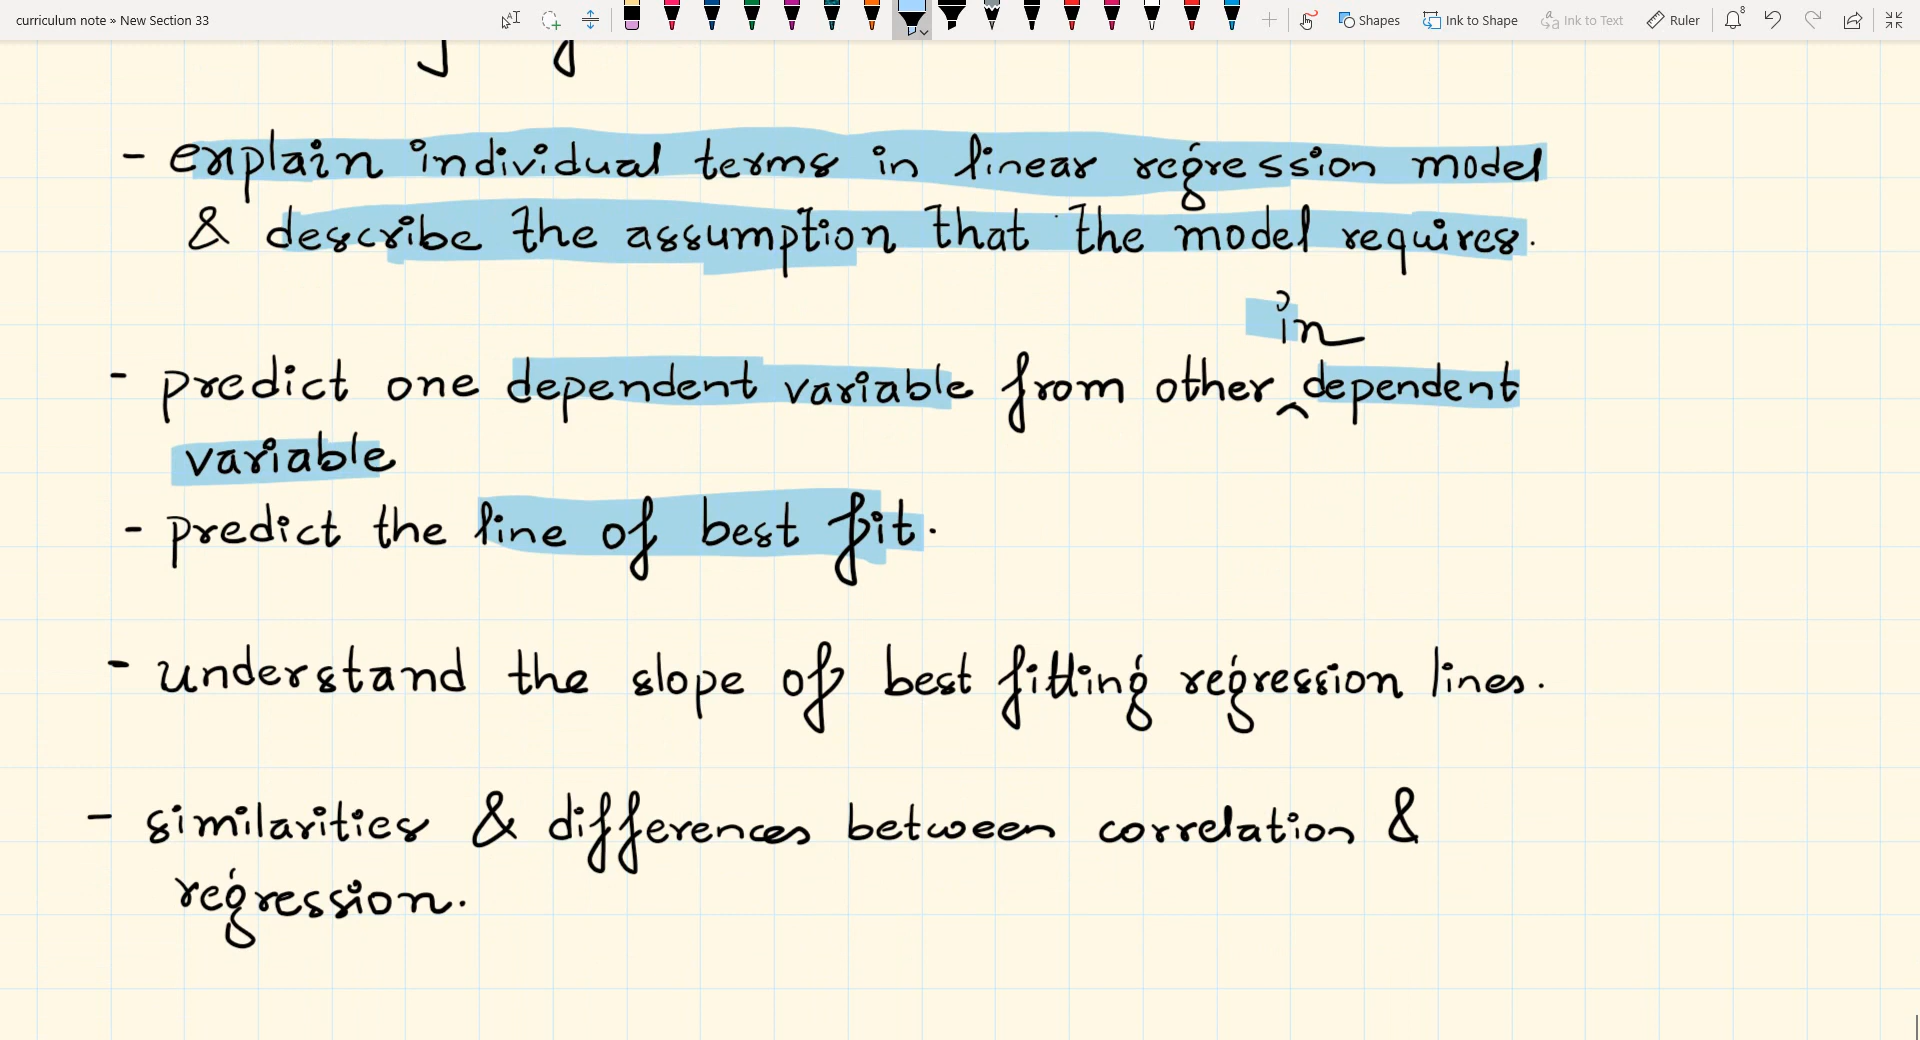 curriculum note » New Section 33
Shapes Ink to Shape Ink to Text Ruler 8
- explain individual terms in linear regression model
& describe the assumption that the model requires.
in
- predict one dependent variable from other ^ dependent
variable
- predict the line of best fit.
- understand the slope of best fitting regression lines.
- similarities & differences between correlation &
regression.